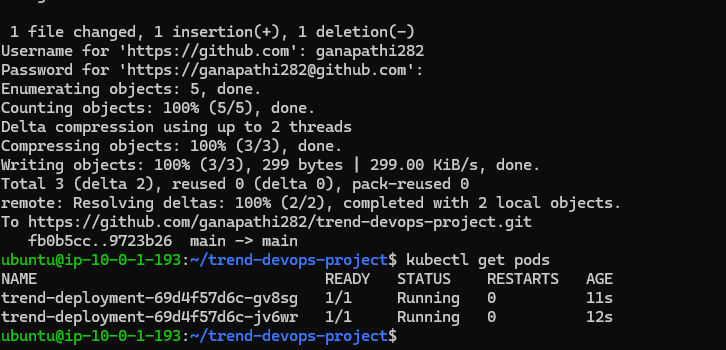 1 file changed, 1 insertion(+), 1 deletion(-)
Username for 'https://github.com': ganapathi282
Password for 'https://ganapathi282@github.com':
Enumerating objects: 5, done.
Counting objects: 100% (5/5), done.
Delta compression using up to 2 threads
Compressing objects: 100% (3/3), done.
Writing objects: 100% (3/3), 299 bytes | 299.00 KiB/s, done.
Total 3 (delta 2), reused 0 (delta 0), pack-reused 0
remote: Resolving deltas: 100% (2/2), completed with 2 local objects.
To https://github.com/ganapathi282/trend-devops-project.git
   fb0b5cc..9723b26  main -> main
ubuntu@ip-10-0-1-193:~/trend-devops-project$ kubectl get pods
NAME                                READY   STATUS    RESTARTS   AGE
trend-deployment-69d4f57d6c-gv8sg   1/1     Running   0          11s
trend-deployment-69d4f57d6c-jv6wr   1/1     Running   0          12s
ubuntu@ip-10-0-1-193:~/trend-devops-project$